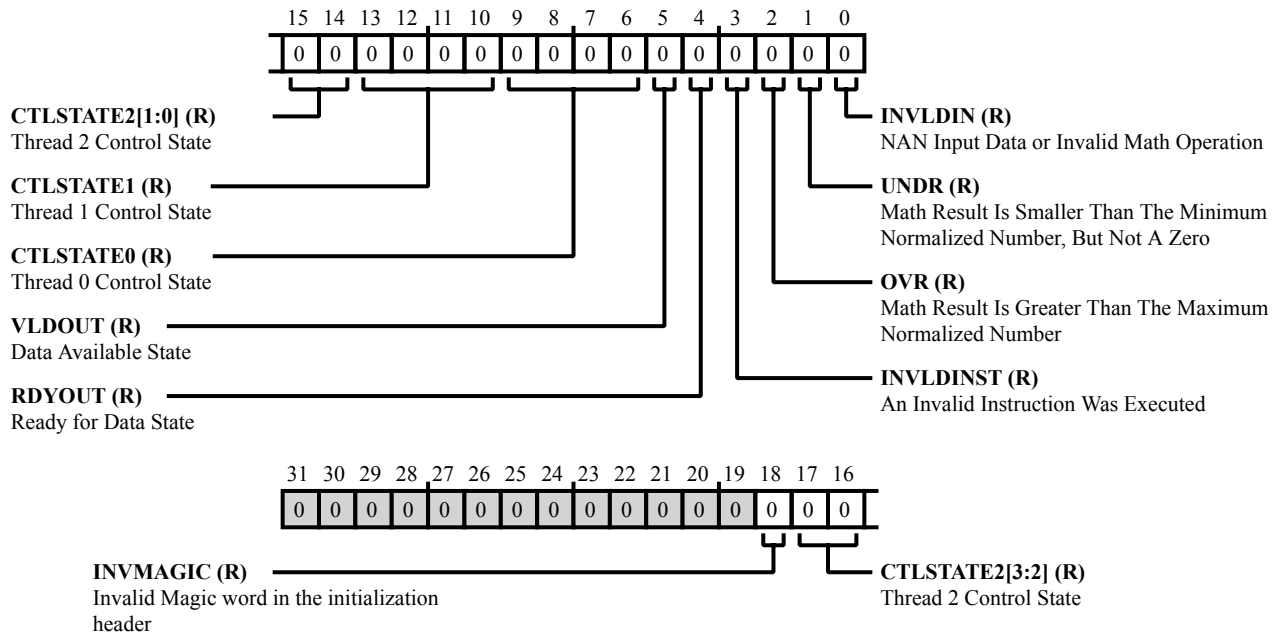 15 14 13 12 11 10 9 8 7 6 5 4 3 2 1 0
0 0 0 0 0 0 0 0 0 0 0 0 0 0 0 0
CTLSTATE2[1:0] (R)
Thread 2 Control State
CTLSTATE1 (R)
Thread 1 Control State
CTLSTATE0 (R)
Thread 0 Control State
VLDOUT (R)
Data Available State
RDYOUT (R)
Ready for Data State
INVLDIN (R)
NAN Input Data or Invalid Math Operation
UNDR (R)
Math Result Is Smaller Than The Minimum
Normalized Number, But Not A Zero
OVR (R)
Math Result Is Greater Than The Maximum
Normalized Number
INVLDINST (R)
An Invalid Instruction Was Executed
31 30 29 28 27 26 25 24 23 22 21 20 19 18 17 16
0 0 0 0 0 0 0 0 0 0 0 0 0 0 0 0
INVMAGIC (R)
Invalid Magic word in the initialization
header
CTLSTATE2[3:2] (R)
Thread 2 Control State